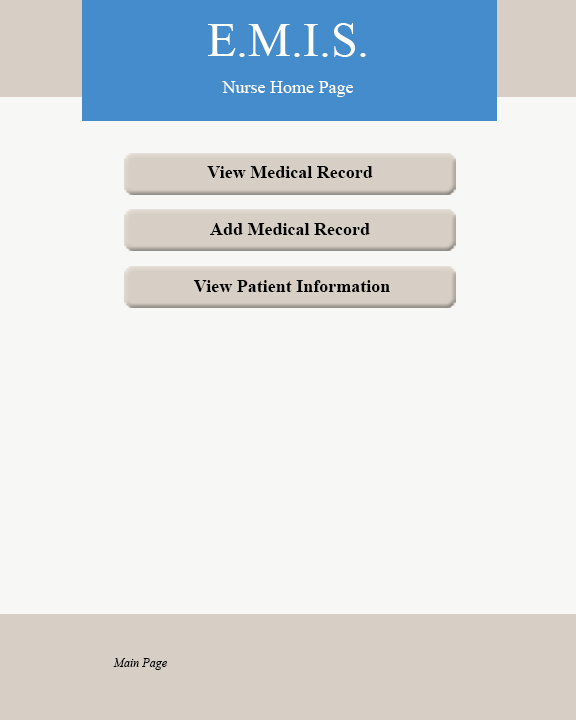 E.M.I.S.
Nurse Home Page
View Medical Record
Add Medical Record
View Patient Information
Main Page